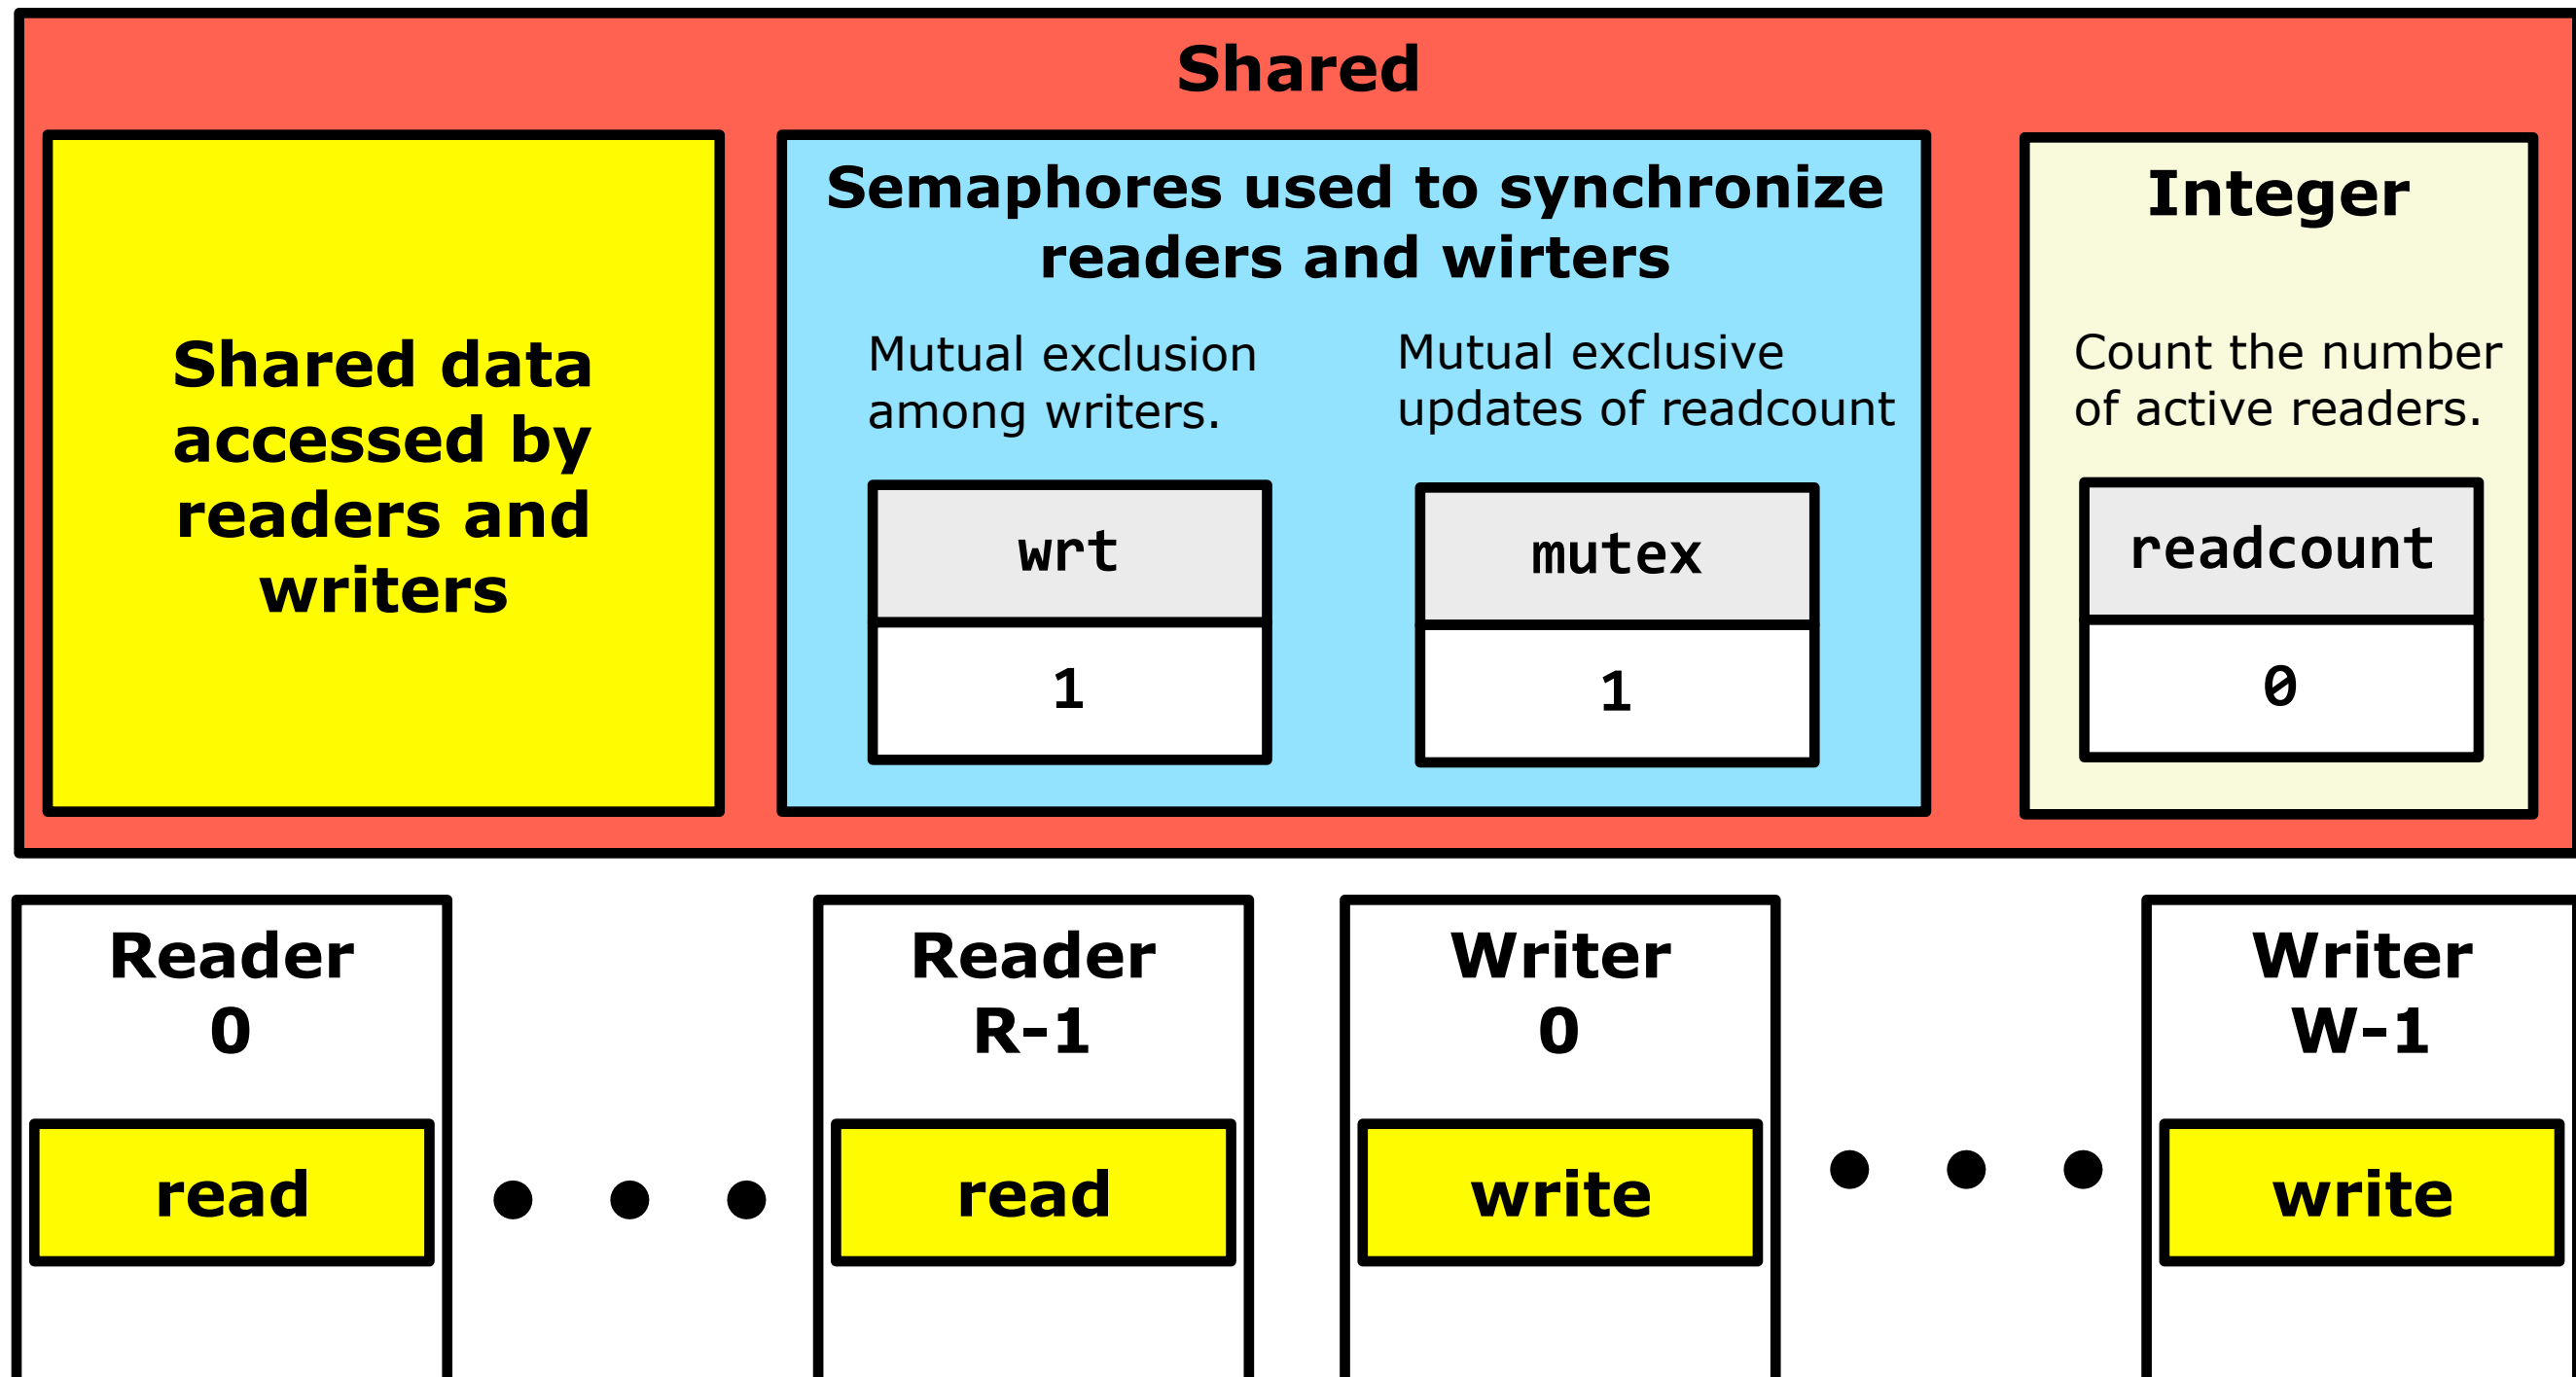 Shared
Shared data
accessed by
readers and
writers
Semaphores used to synchronize
readers and wirters
Mutual exclusion
among writers.
wrt
1
Mutual exclusive
updates of readcount
mutex
1
Integer
Count the number
of active readers.
readcount
0
Reader
0
read
Reader
R-1
read
Writer
0
write
Writer
W-1
write